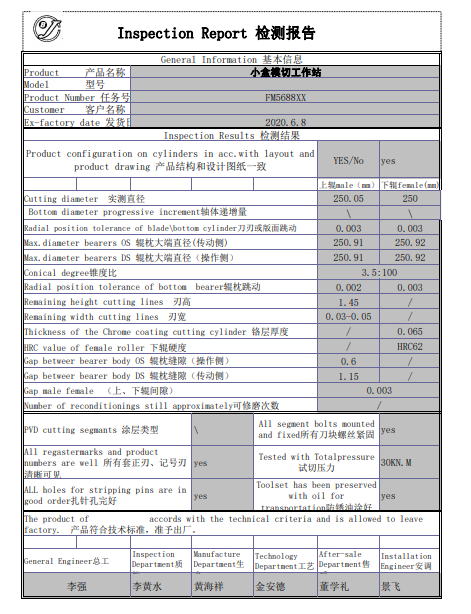 Inspection Report 检测报告
General Information 基本信息
Product 产品名称 小盒模切工作站
Model 型号
Product Number 任务号 FM5688XX
Customer 客户名称
Ex-factory date 发货日 2020.6.8
Inspection Results 检测结果
Product configuration on cylinders in acc.with layout and
product drawing 产品结构和设计图纸一致 YES/No yes
上辊male（mm） 下辊female(mm)
Cutting diameter 实测直径 250.05 250
Bottom diameter progressive increment轴体递增量 \ \
Radial position tolerance of blade\bottom cylinder刀刃或版面跳动 0.003 0.003
Max.diameter bearers OS 辊枕大端直径(传动侧) 250.91 250.92
Max.diameter bearers DS 辊枕大端直径（操作侧） 250.91 250.92
Conical degree锥度比 3.5:100
Radial position tolerance of bottom bearer辊枕跳动 0.002 0.003
Remaining height cutting lines 刃高 1.45 /
Remaining width cutting lines 刃宽 0.03-0.05 /
Thickness of the Chrome coating cutting cylinder 铬层厚度 / 0.065
HRC value of female roller 下辊硬度 / HRC62
Gap betweer bearer body OS 辊枕缝隙（操作侧） 0.6 /
Gap betweer bearer body DS 辊枕缝隙（传动侧） 1.15 /
Gap male female （上、下辊间隙） 0.003
Number of reconditionings still approximately可修磨次数 /
PVD cutting segmants 涂层类型 \ All segment bolts mounted
and fixed所有刀块螺丝紧固 yes
All regastermarks and product
numbers are well 所有套正刃、记号刃
清晰可见 yes Tested with Totalpressure
试切压力 30KN.M
ALL holes for stripping pins are in
good order扎针孔完好 yes Toolset has been preserved
with oil for
transportation防锈油涂好 yes
The product of accords with the technical criteria and is allowed to leave
factory. 产品符合技术标准，准予出厂。
General Engineer总工 Inspection
Department质 Manufacture
Department生 Technology
Department工艺 After-sale
Department售 Installation
Engineer安调
李强 李黄水 黄海祥 金安德 董学礼 景飞